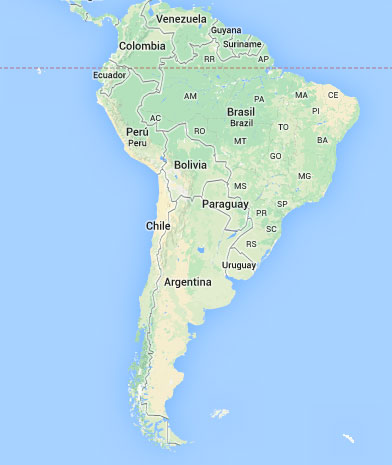 Venezuela
Guyana
Suriname
Colombia
RR
AP
Ecuador
AM
PA
MA
CE
PI
Brasil
Brazil
AC
RO
TO
Perú
Peru
MT
BA
GO
Bolivia
MG
MS
SP
Paraguay
PR
SC
Chile
RS
Uruguay
Argentina